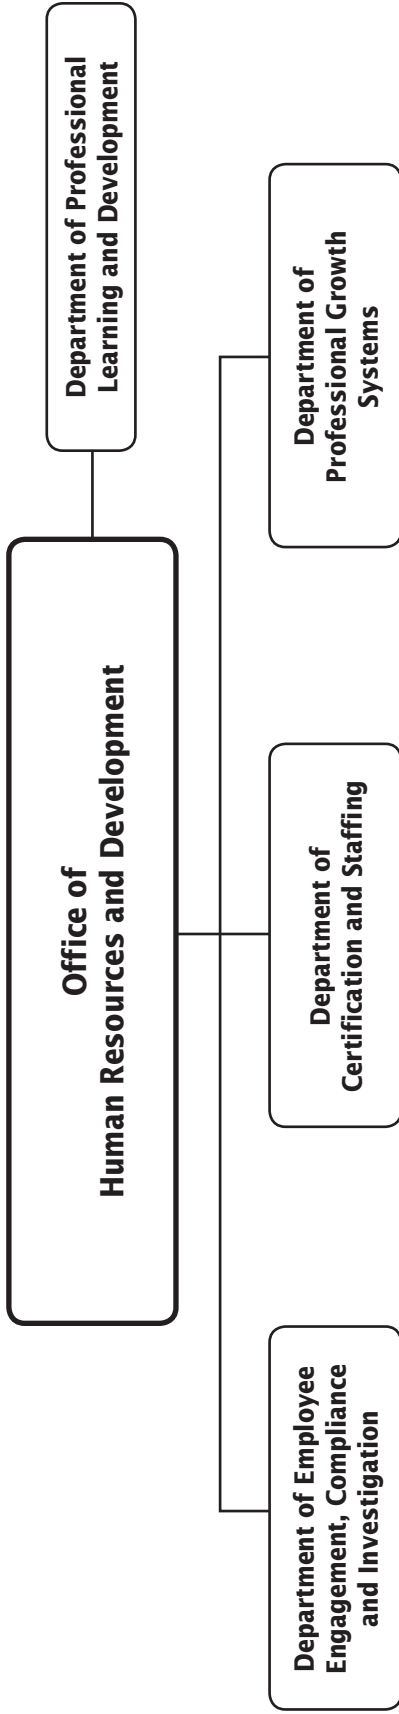 Office of
Human Resources and Development
Department of Professional
Learning and Development
Department of Employee
Engagement, Compliance
and Investigation
Department of
Certification and Staffing
Department of
Professional Growth
Systems